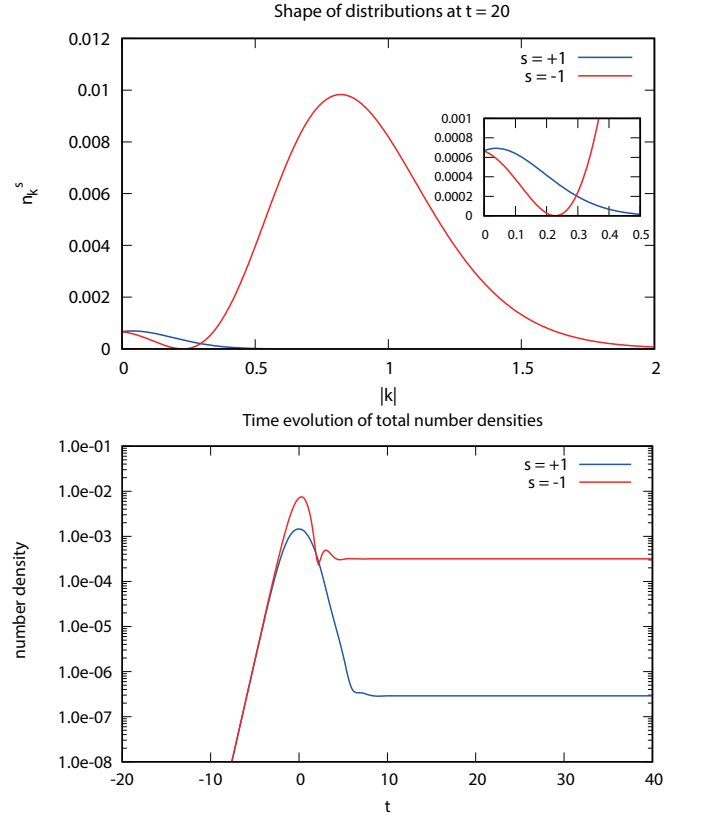 Shape of distributions at t = 20
0.012
0.01
0.008
0.006
0.004
0.002
0
n_k^s
s = +1
s = -1
0.001
0.0008
0.0006
0.0004
0.0002
0
0 0.1 0.2 0.3 0.4 0.5
0 0.5 1 1.5 2
|k|
Time evolution of total number densities
1.0e-01
1.0e-02
1.0e-03
1.0e-04
1.0e-05
1.0e-06
1.0e-07
1.0e-08
number density
s = +1
s = -1
-20 -10 0 10 20 30 40
t